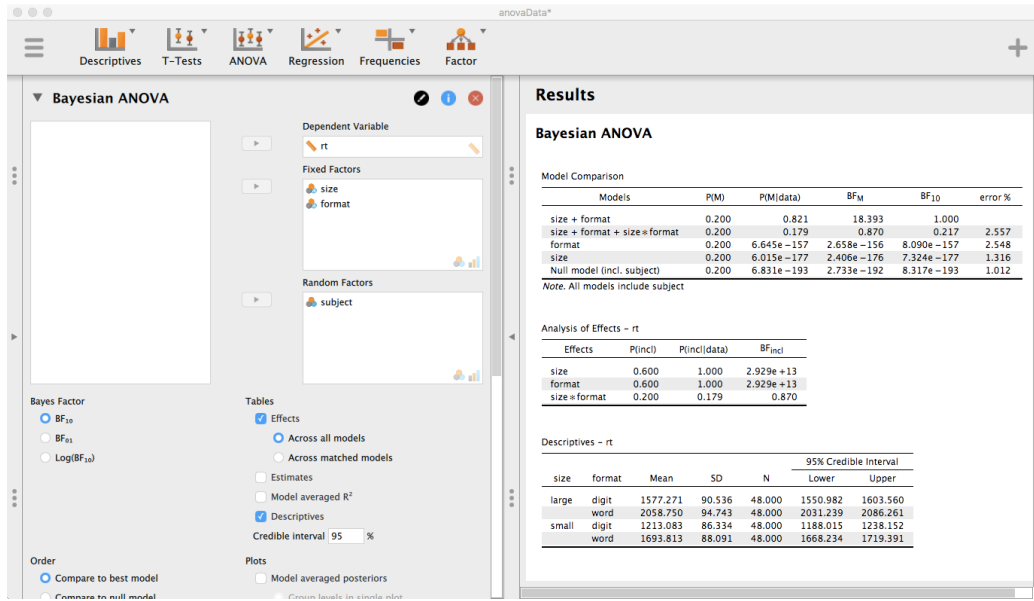 anovaData*
Descriptives T-Tests ANOVA Regression Frequencies Factor
Bayesian ANOVA
Dependent Variable
rt
Fixed Factors
size
format
Random Factors
subject
Bayes Factor
BF₁₀
BF₀₁
Log(BF₁₀)
Tables
Effects
Across all models
Across matched models
Estimates
Model averaged R²
Descriptives
Credible interval 95 %
Order
Compare to best model
Compare to null model
Plots
Model averaged posteriors
Group levels in single plot
Results
Bayesian ANOVA
Model Comparison
Models P(M) P(M|data) BF_M BF₁₀ error %
size + format 0.200 0.821 18.393 1.000
size + format + size∗format 0.200 0.179 0.870 0.217 2.557
format 0.200 6.645e −157 2.658e −156 8.090e −157 2.548
size 0.200 6.015e −177 2.406e −176 7.324e −177 1.316
Null model (incl. subject) 0.200 6.831e −193 2.733e −192 8.317e −193 1.012
Note. All models include subject
Analysis of Effects – rt
Effects P(incl) P(incl|data) BF_incl
size 0.600 1.000 2.929e +13
format 0.600 1.000 2.929e +13
size∗format 0.200 0.179 0.870
Descriptives – rt
95% Credible Interval
size format Mean SD N Lower Upper
large digit 1577.271 90.536 48.000 1550.982 1603.560
word 2058.750 94.743 48.000 2031.239 2086.261
small digit 1213.083 86.334 48.000 1188.015 1238.152
word 1693.813 88.091 48.000 1668.234 1719.391